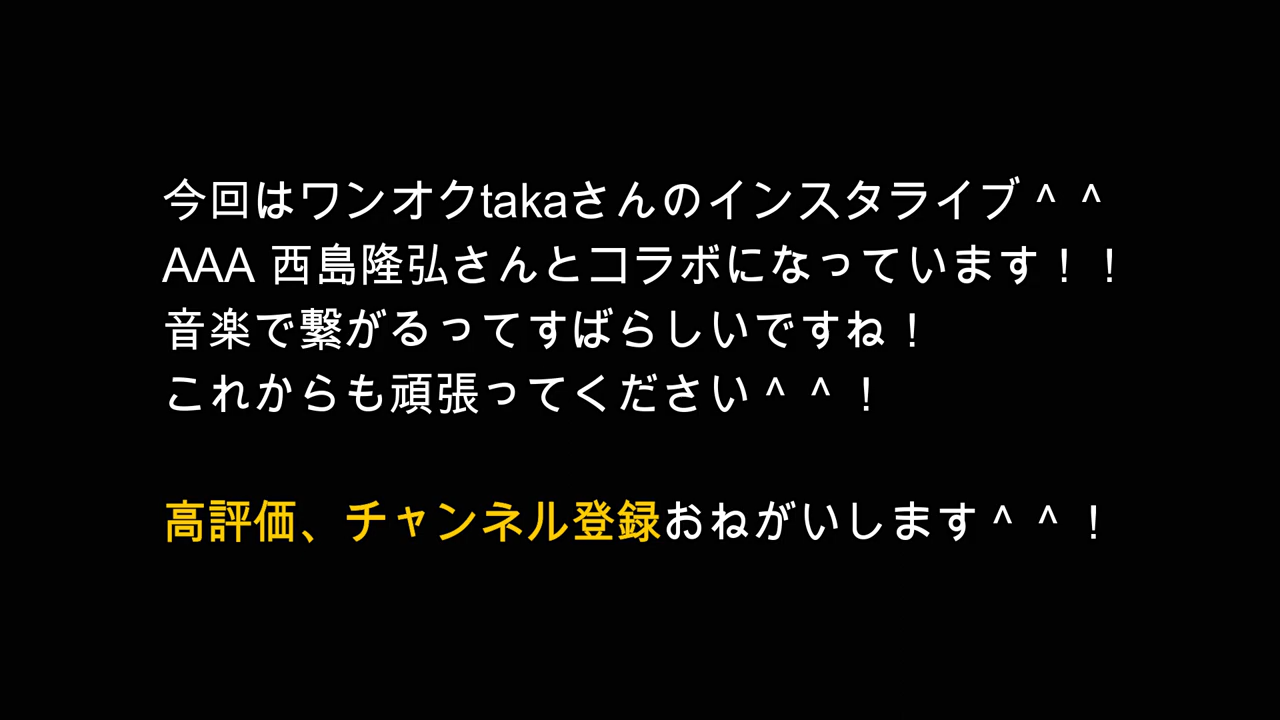 今回はワンオクtakaさんのインスタライブ＾＾
AAA 西島隆弘さんとコラボになっています！！
音楽で繋がるってすばらしいですね！
これからも頑張ってください＾＾！
高評価、チャンネル登録おねがいします＾＾！